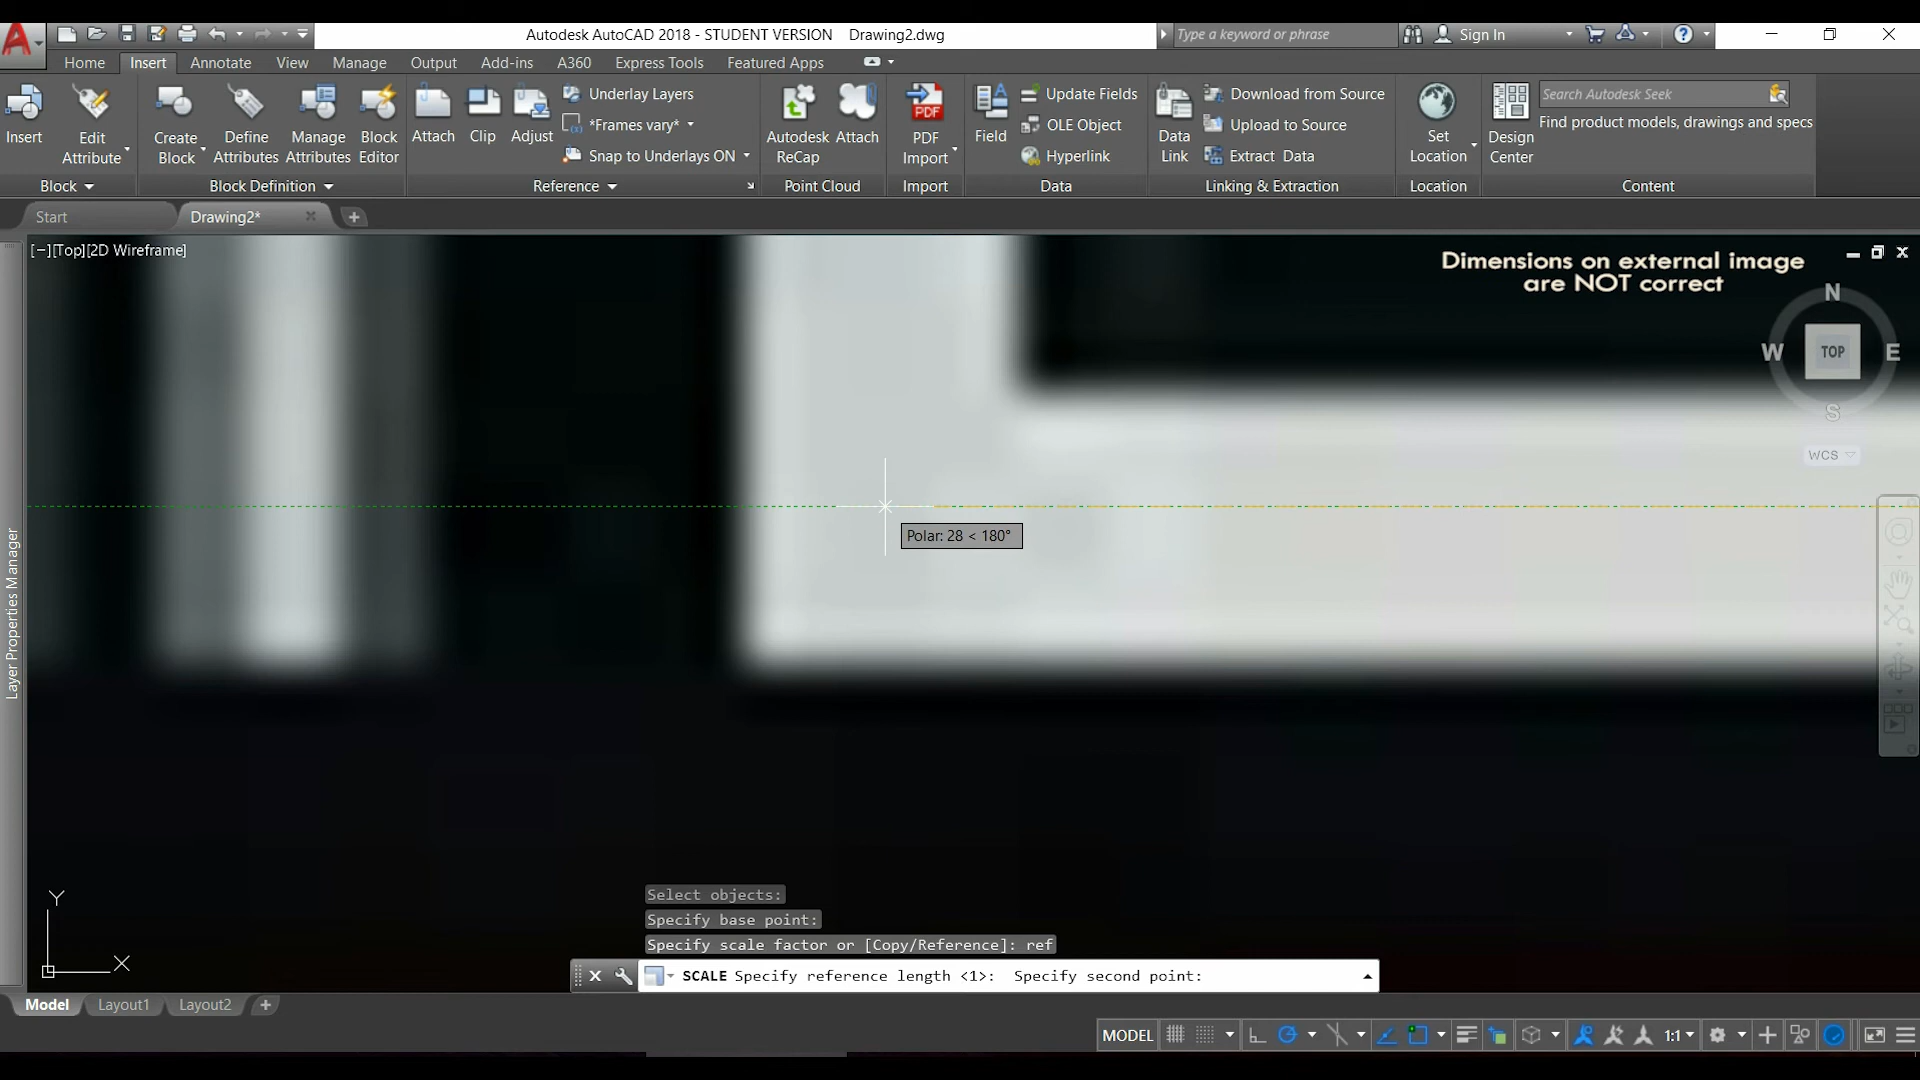 Autodesk AutoCAD 2018 - STUDENT VERSION Drawing2.dwg
Type a keyword or phrase
Sign In
Home Insert Annotate View Manage Output Add-ins A360 Express Tools Featured Apps
Insert
Edit Attribute
Create Block
Define Attributes
Manage Attributes
Block Editor
Attach
Clip
Adjust
Underlay Layers
*Frames vary*
Snap to Underlays ON
Autodesk ReCap
Attach
PDF Import
Field
Update Fields
OLE Object
Hyperlink
Data Link
Download from Source
Upload to Source
Extract Data
Set Location
Design Center
Search Autodesk Seek
Find product models, drawings and specs
Block Block Definition Reference Point Cloud Import Data Linking & Extraction Location Content
Start Drawing2*
[−][Top][2D Wireframe]
Dimensions on external image
are NOT correct
N
W TOP E
S
WCS
Layer Properties Manager
Polar: 28 < 180°
Y
X
Select objects:
Specify base point:
Specify scale factor or [Copy/Reference]: ref
SCALE Specify reference length <1>: Specify second point:
Model Layout1 Layout2
MODEL 1:1